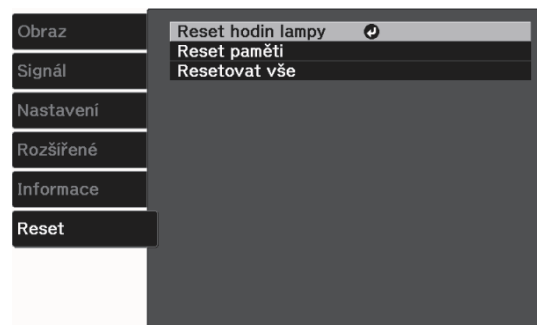 Obraz
Signál
Nastavení
Rozšířené
Informace
Reset
Reset hodin lampy
Reset paměti
Resetovat vše